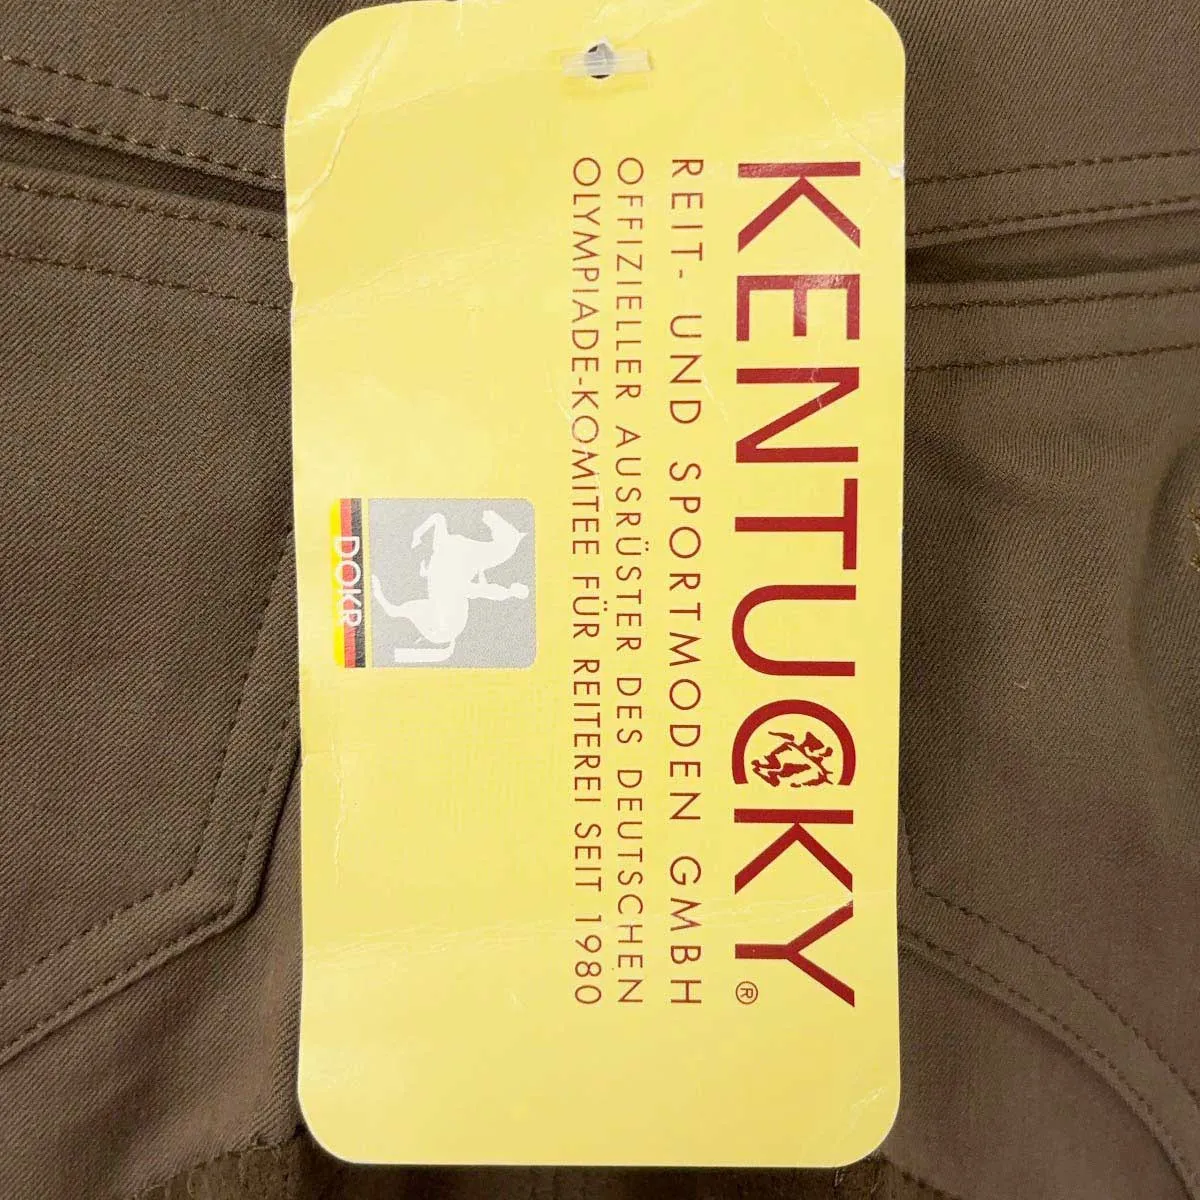 KENTUCKY®
REIT- UND SPORTMODEN GMBH
OFFIZIELLER AUSRÜSTER DES DEUTSCHEN
OLYMPIADE-KOMITEE FÜR REITEREI SEIT 1980
DOKR